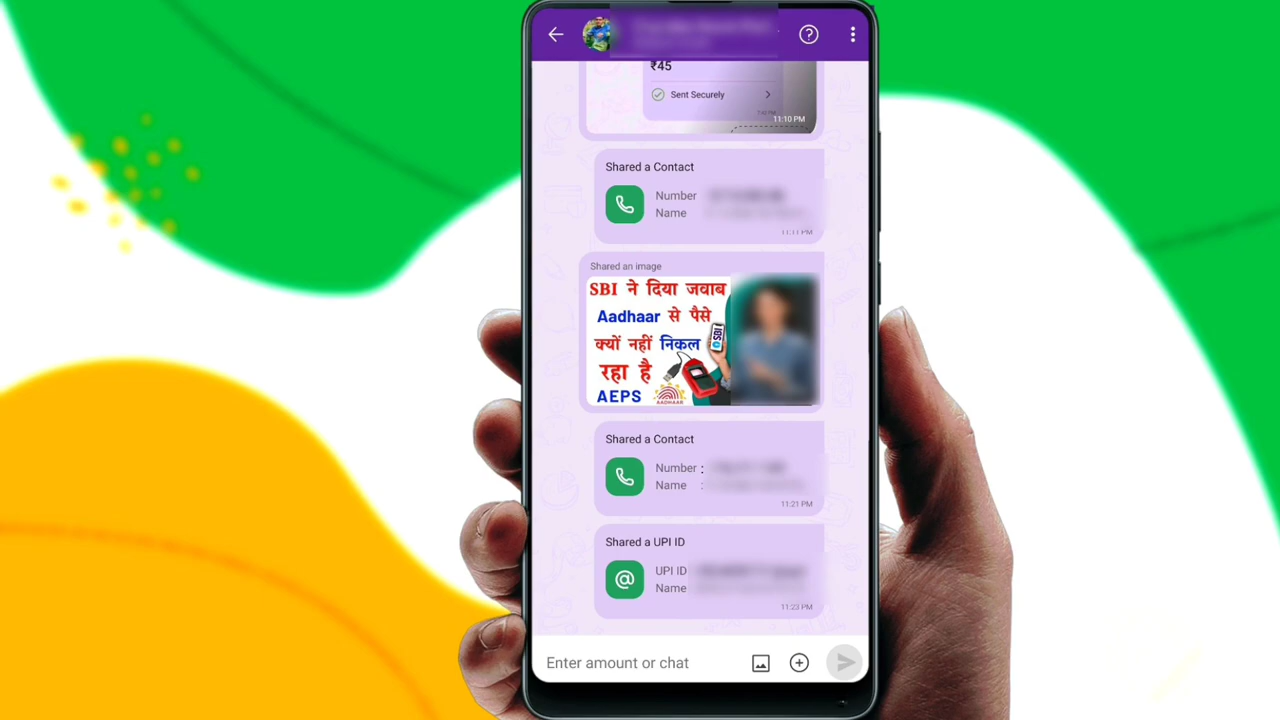 ₹45
Sent Securely
11:10 PM
Shared a Contact
Number
Name
11:11 PM
Shared an image
SBI ने दिया जवाब
Aadhaar से पैसे
क्यों नहीं निकल
रहा है
AEPS
SBI
AADHAAR
Shared a Contact
Number :
Name :
11:21 PM
Shared a UPI ID
UPI ID
Name
11:23 PM
Enter amount or chat